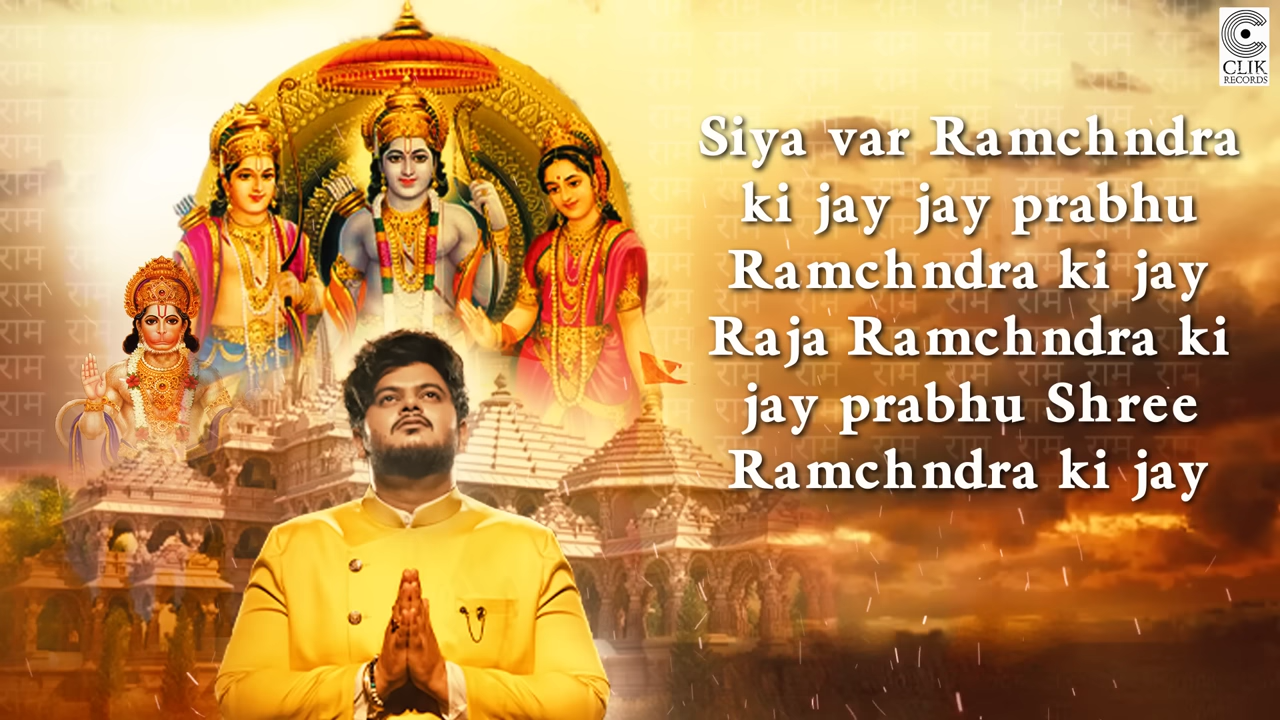 CLIK
RECORDS
Siya var Ramchndra
ki jay jay prabhu
Ramchndra ki jay
Raja Ramchndra ki
jay prabhu Shree
Ramchndra ki jay
राम